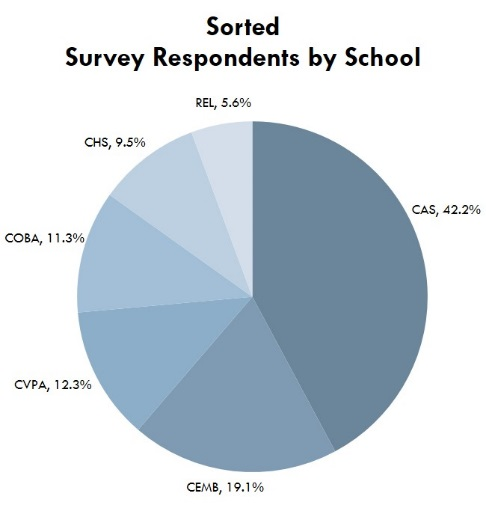 Sorted
Survey Respondents by School
REL, 5.6%
CHS, 9.5%
CAS, 42.2%
COBA, 11.3%
CVPA, 12.3%
CEMB, 19.1%